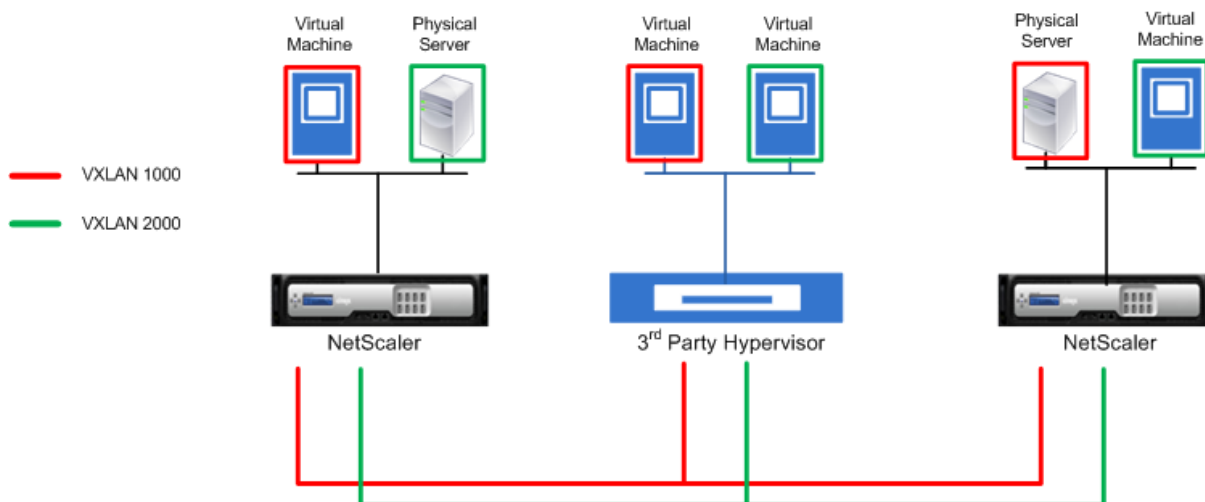 Virtual
Machine
Physical
Server
Virtual
Machine
Virtual
Machine
Physical
Server
Virtual
Machine
VXLAN 1000
VXLAN 2000
NetScaler
3rd Party Hypervisor
NetScaler